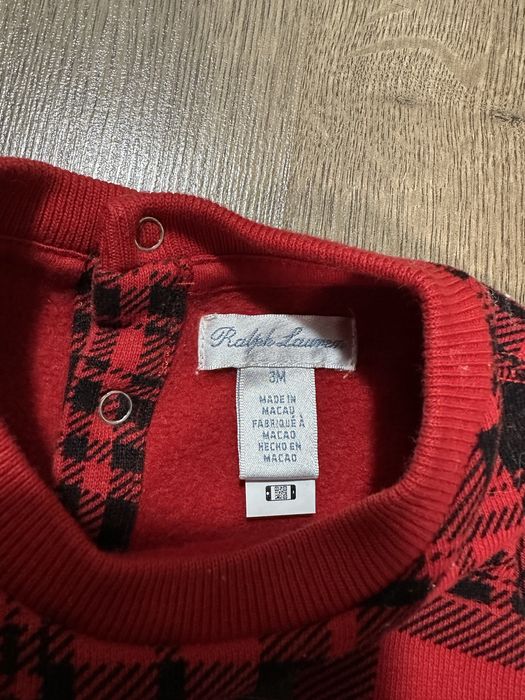 Ralph Lauren
3M
MADE IN
MACAU
FABRIQUÉ À
MACAO
HECHO EN
MACAO